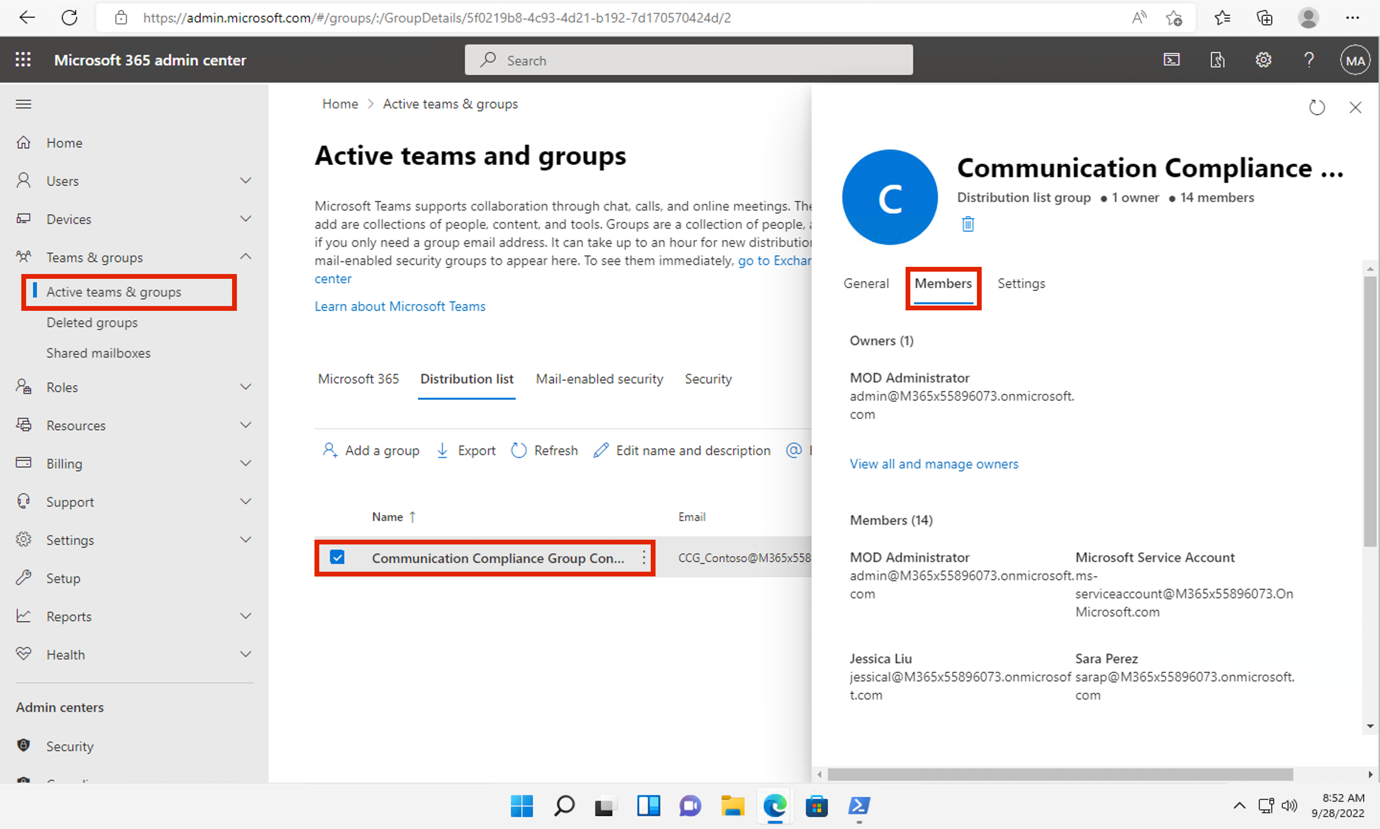 https://admin.microsoft.com/#/groups/:/GroupDetails/5f0219b8-4c93-4d21-b192-7d170570424d/2
Microsoft 365 admin center
Search
MA
Home
Users
Devices
Teams & groups
Active teams & groups
Deleted groups
Shared mailboxes
Roles
Resources
Billing
Support
Settings
Setup
Reports
Health
Admin centers
Security
Home > Active teams & groups
Active teams and groups
Microsoft Teams supports collaboration through chat, calls, and online meetings. The
add are collections of people, content, and tools. Groups are a collection of people, a
if you only need a group email address. It can take up to an hour for new distributio
mail-enabled security groups to appear here. To see them immediately, go to Exchar
center
Learn about Microsoft Teams
Microsoft 365 Distribution list Mail-enabled security Security
Add a group Export Refresh Edit name and description
Name ↑ Email
Communication Compliance Group Con... CCG_Contoso@M365x558
C
Communication Compliance ...
Distribution list group ● 1 owner ● 14 members
General Members Settings
Owners (1)
MOD Administrator
admin@M365x55896073.onmicrosoft.
com
View all and manage owners
Members (14)
MOD Administrator
admin@M365x55896073.onmicrosoft.
com
Microsoft Service Account
ms-
serviceaccount@M365x55896073.On
Microsoft.com
Jessica Liu
jessical@M365x55896073.onmicrosof
t.com
Sara Perez
sarap@M365x55896073.onmicrosoft.
com
8:52 AM
9/28/2022